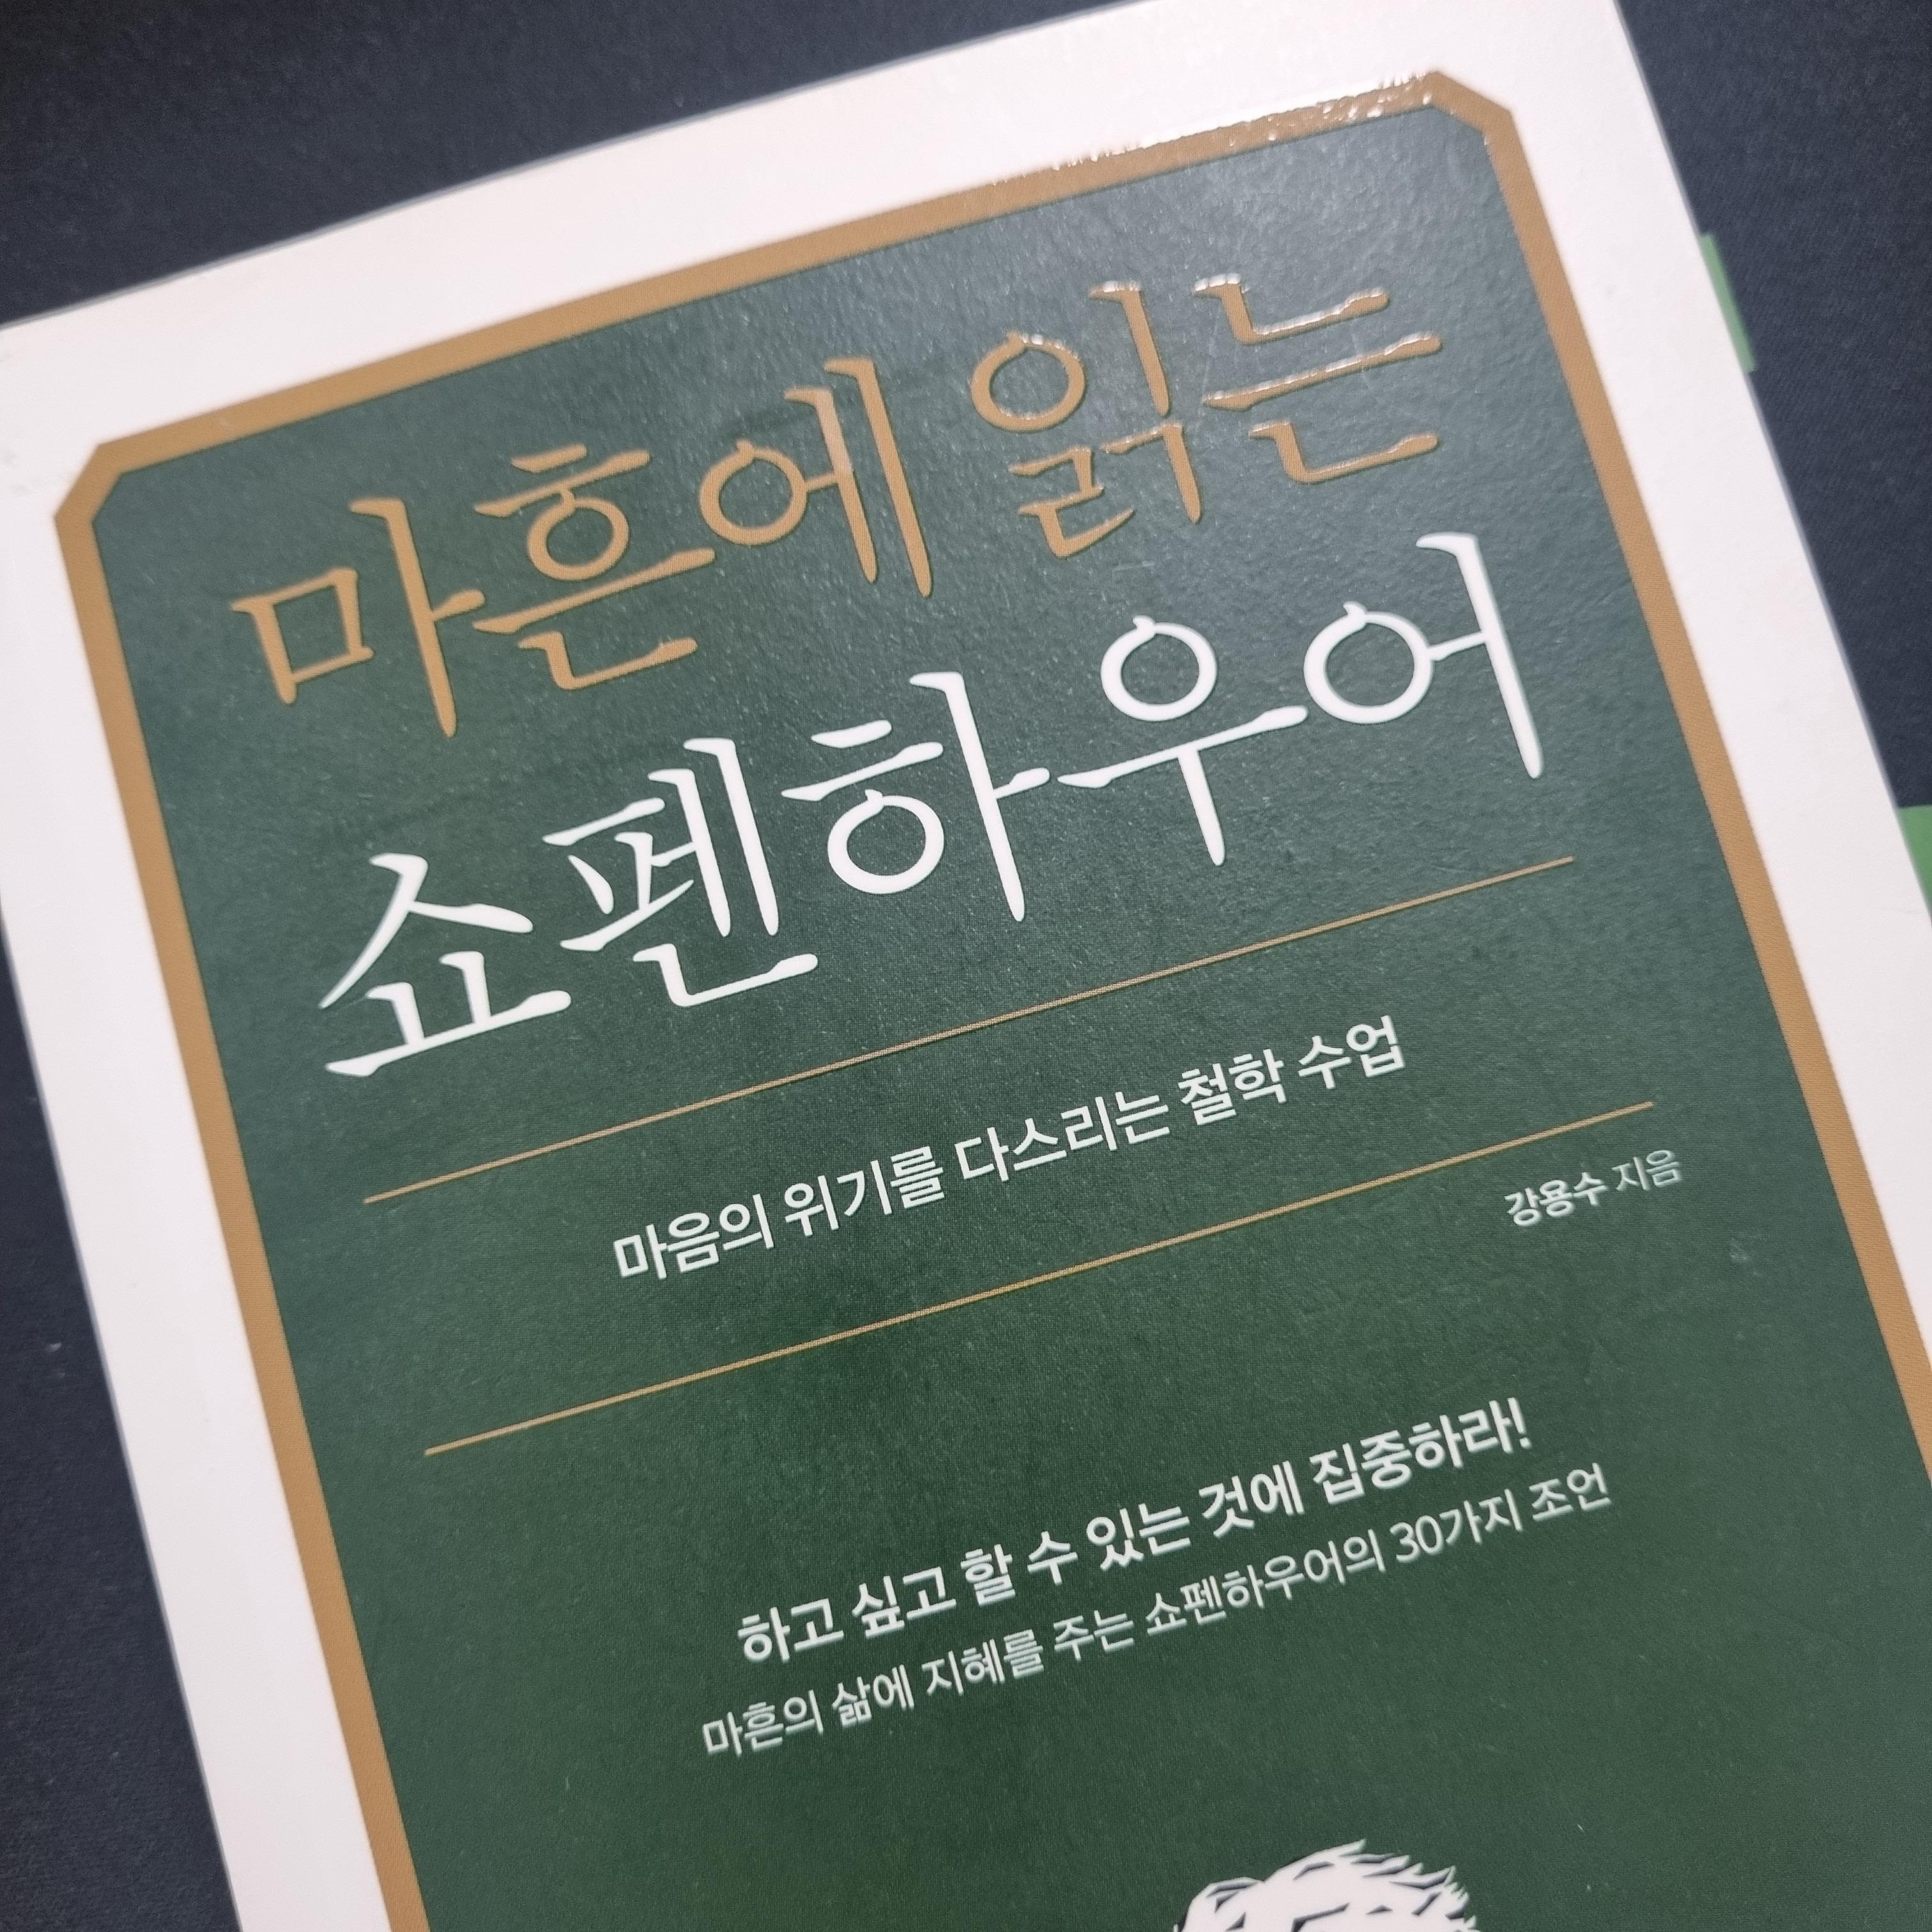 마흔에 읽는
쇼펜하우어
마음의 위기를 다스리는 철학 수업
강용수 지음
하고 싶고 할 수 있는 것에 집중하라!
마흔의 삶에 지혜를 주는 쇼펜하우어의 30가지 조언